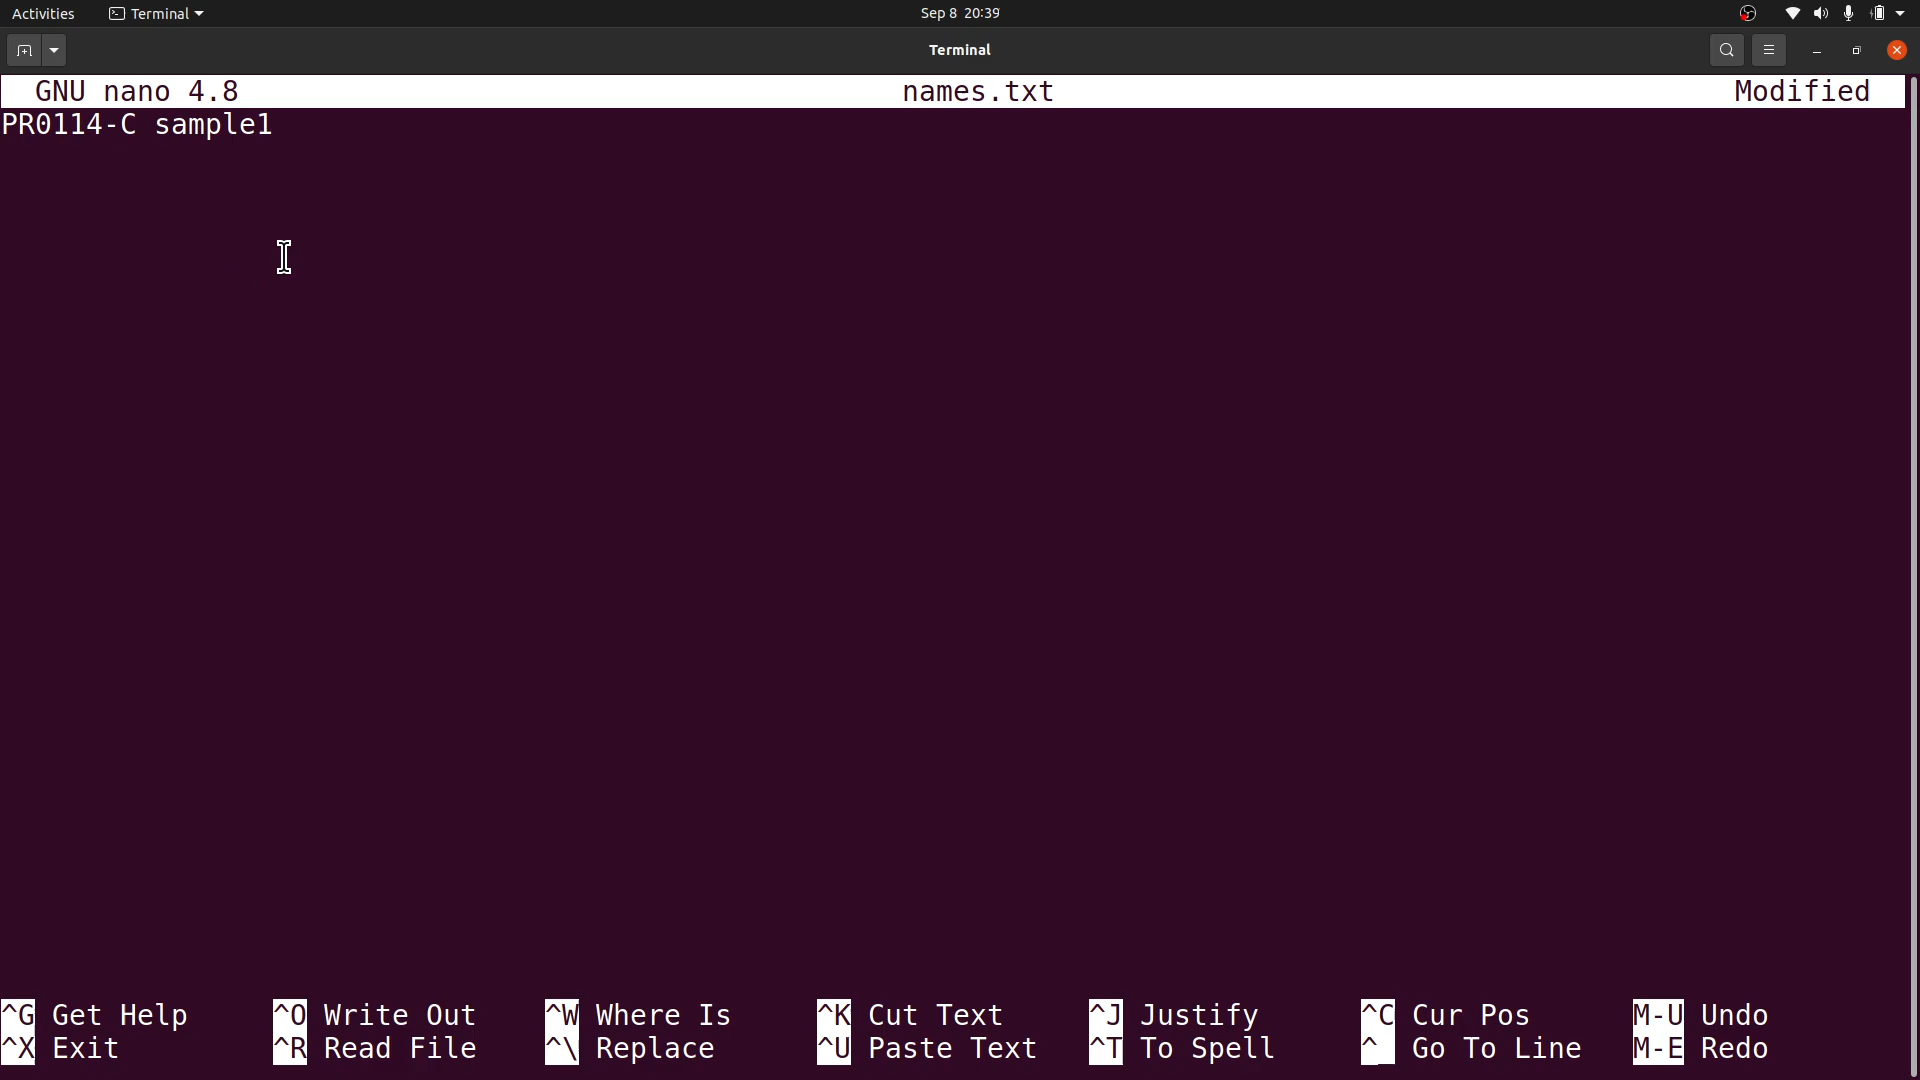 Activities Terminal Sep 8 20:39
Terminal
GNU nano 4.8 names.txt Modified
PR0114-C sample1
^G Get Help ^O Write Out ^W Where Is ^K Cut Text ^J Justify ^C Cur Pos M-U Undo
^X Exit ^R Read File ^\ Replace ^U Paste Text ^T To Spell ^_ Go To Line M-E Redo